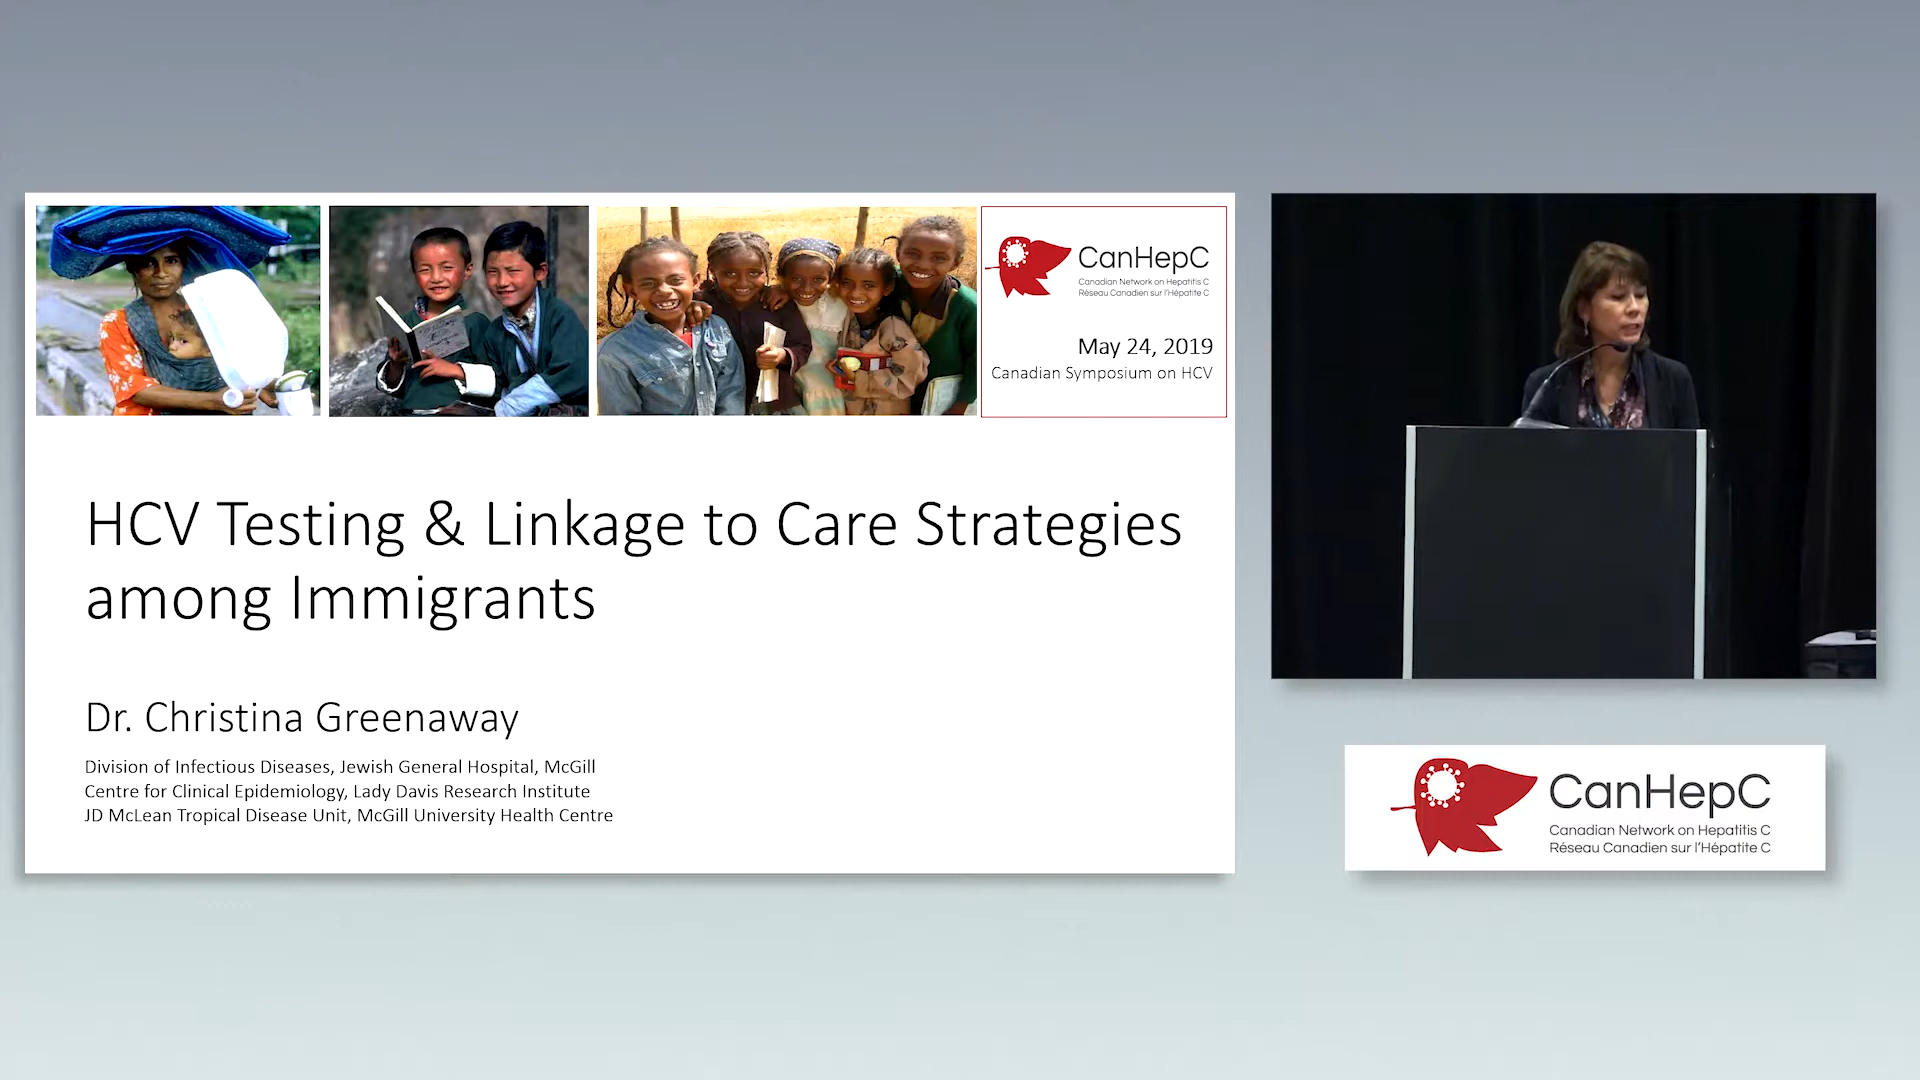 CanHepC
Canadian Network on Hepatitis C
Réseau Canadien sur l'Hépatite C
May 24, 2019
Canadian Symposium on HCV
HCV Testing & Linkage to Care Strategies
among Immigrants
Dr. Christina Greenaway
Division of Infectious Diseases, Jewish General Hospital, McGill
Centre for Clinical Epidemiology, Lady Davis Research Institute
JD McLean Tropical Disease Unit, McGill University Health Centre
CanHepC
Canadian Network on Hepatitis C
Réseau Canadien sur l'Hépatite C